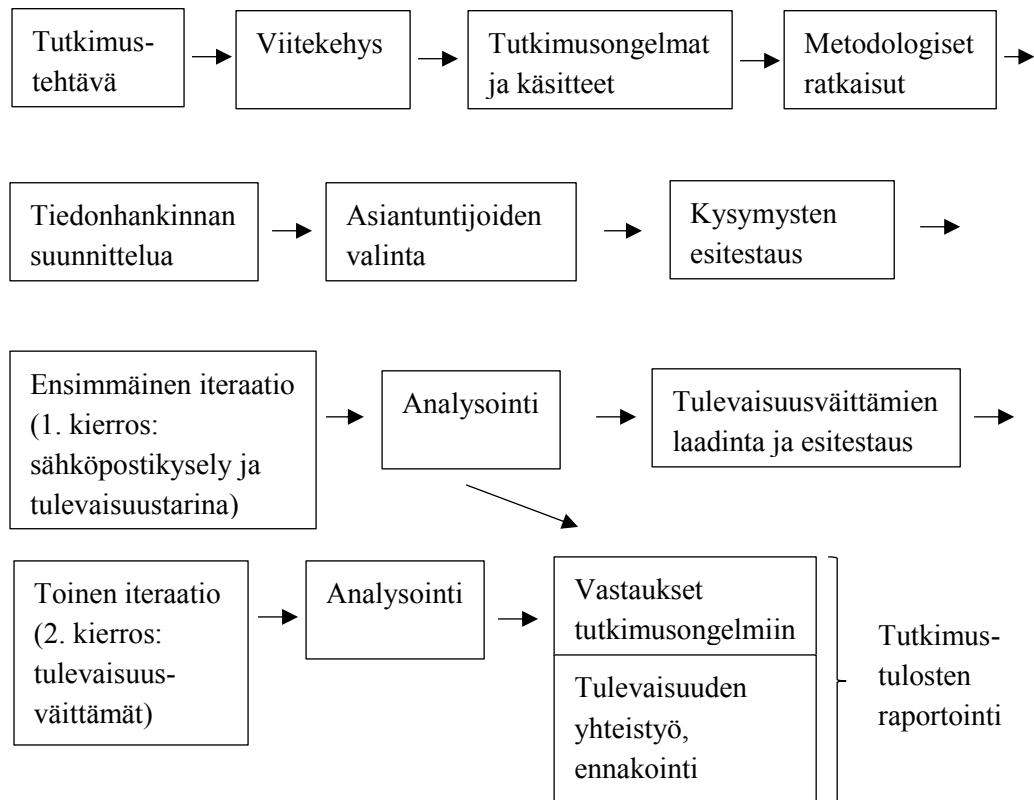 Tutkimus-
tehtävä
Viitekehys
Tutkimusongelmat
ja käsitteet
Metodologiset
ratkaisut
Tiedonhankinnan
suunnittelua
Asiantuntijoiden
valinta
Kysymysten
esitestaus
Ensimmäinen iteraatio
(1. kierros:
sähköpostikysely ja
tulevaisuustarina)
Analysointi
Tulevaisuusväittämien
laadinta ja esitestaus
Toinen iteraatio
(2. kierros:
tulevaisuus-
väittämät)
Analysointi
Vastaukset
tutkimusongelmiin
Tulevaisuuden
yhteistyö,
ennakointi
Tutkimus-
tulosten
raportointi